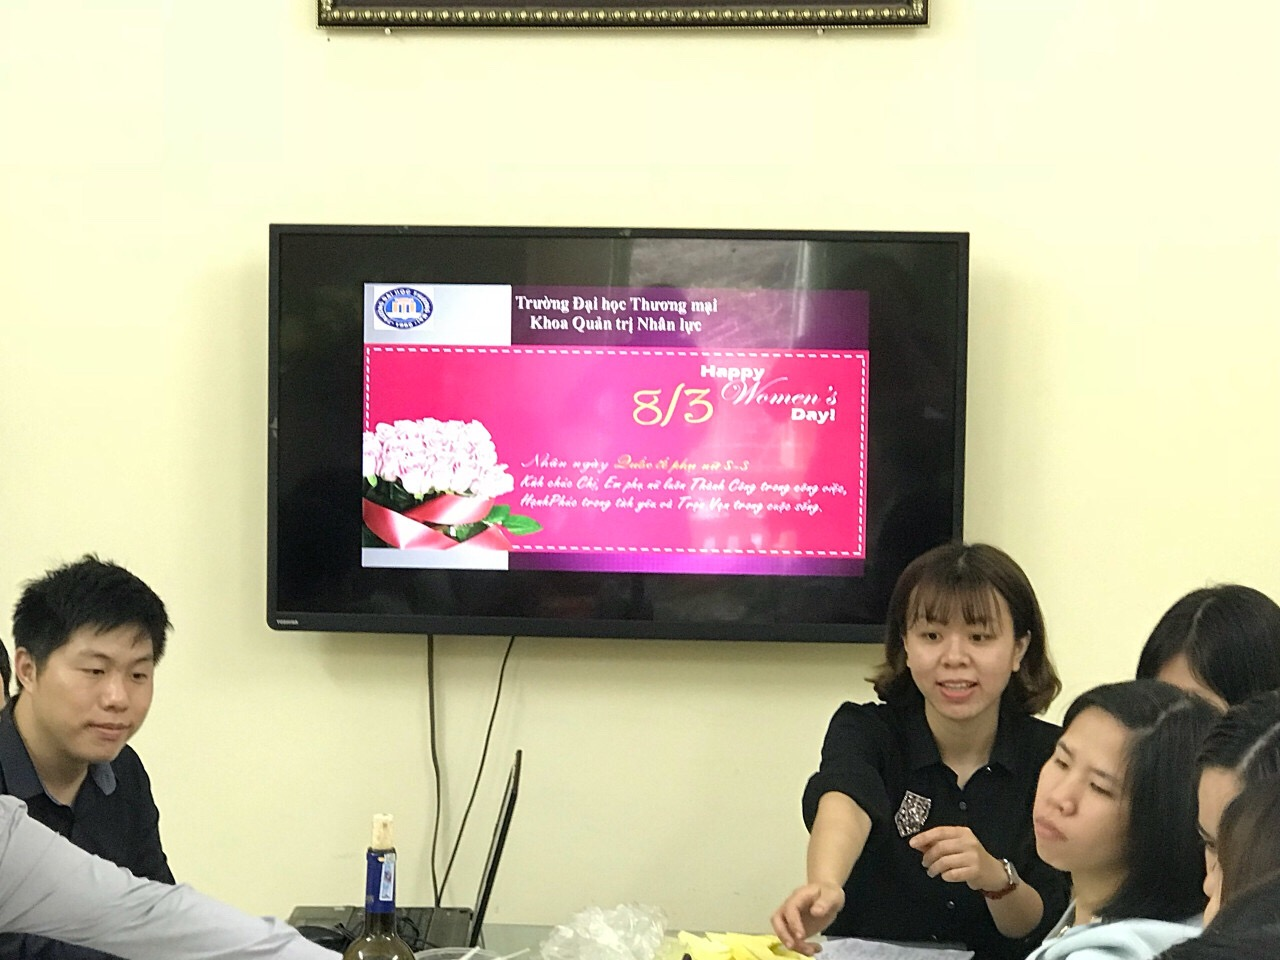 Trường Đại học Thương mại
Khoa Quản trị Nhân lực
Happy
8/3 Women's
Day!
Nhân ngày Quốc tế phụ nữ 8-3
Kính chúc Chị, Em phụ nữ luôn Thành Công trong công việc,
Hạnh Phúc trong tình yêu và Trọn Vẹn trong cuộc sống.
TOSHIBA